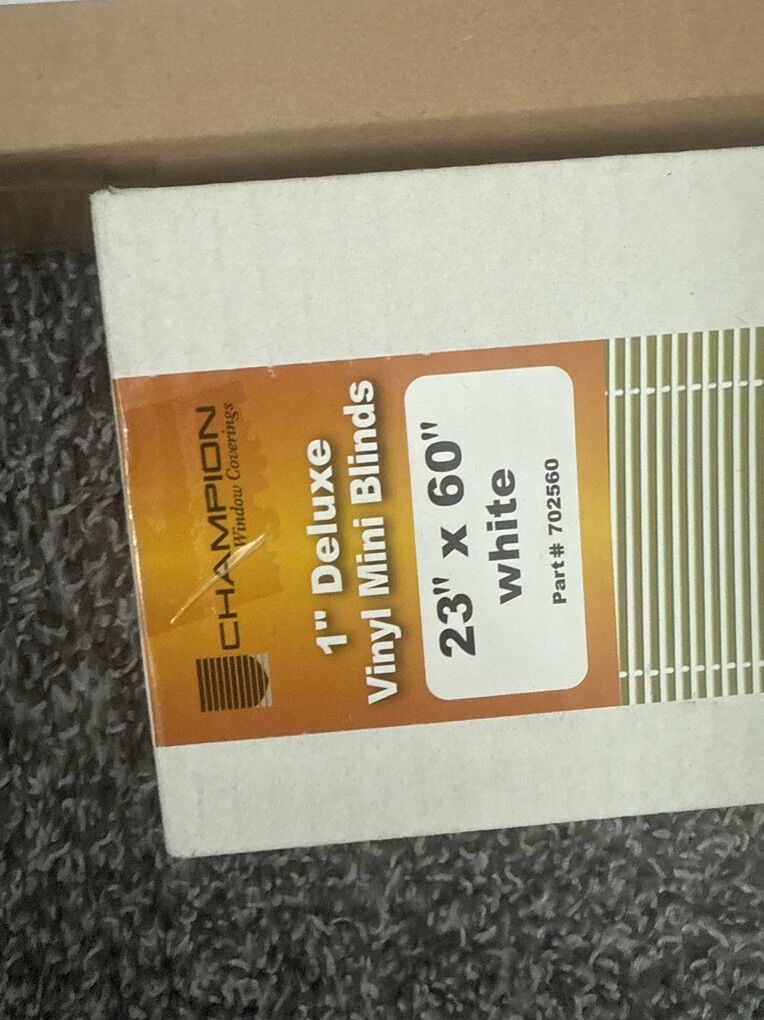 CHAMPION
Window Coverings
1" Deluxe
Vinyl Mini Blinds
23" x 60"
white
Part# 702560